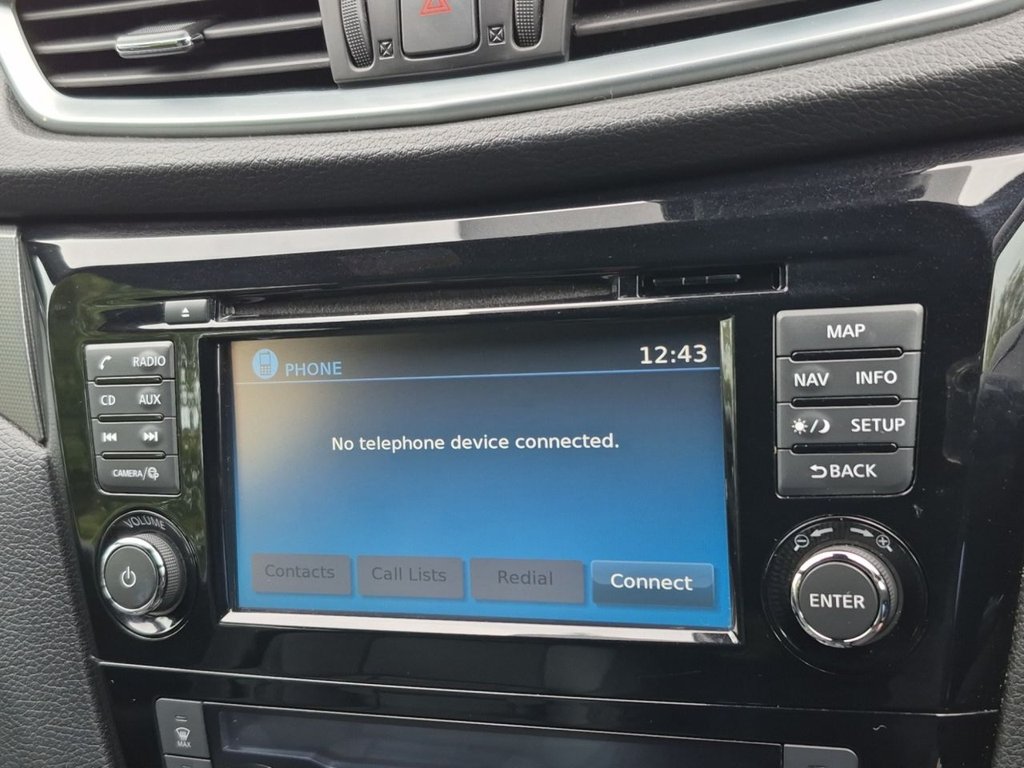 PHONE 12:43
No telephone device connected.
Contacts Call Lists Redial Connect
RADIO
CD AUX
CAMERA/
VOLUME
MAP
NAV INFO
/ SETUP
BACK
ENTER
MAX